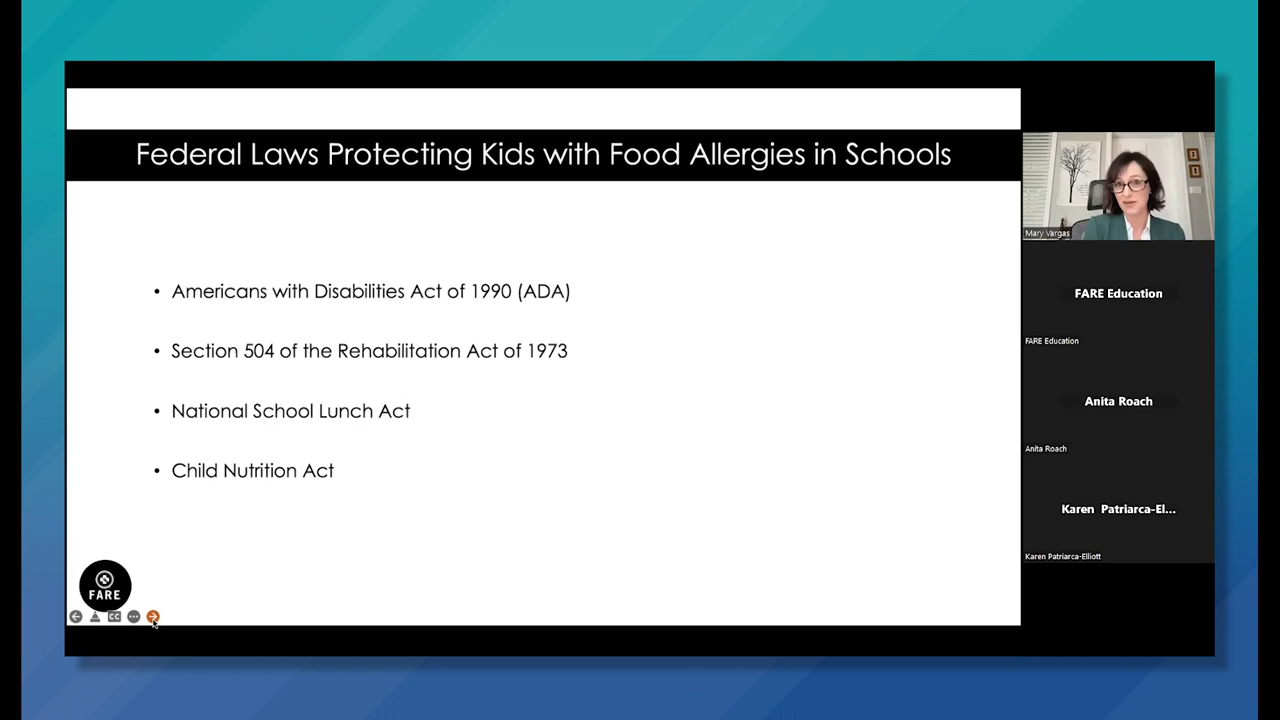 Federal Laws Protecting Kids with Food Allergies in Schools
• Americans with Disabilities Act of 1990 (ADA)
• Section 504 of the Rehabilitation Act of 1973
• National School Lunch Act
• Child Nutrition Act
FARE
CC
Mary Vargas
FARE Education
FARE Education
Anita Roach
Anita Roach
Karen Patriarca-El...
Karen Patriarca-Elliott